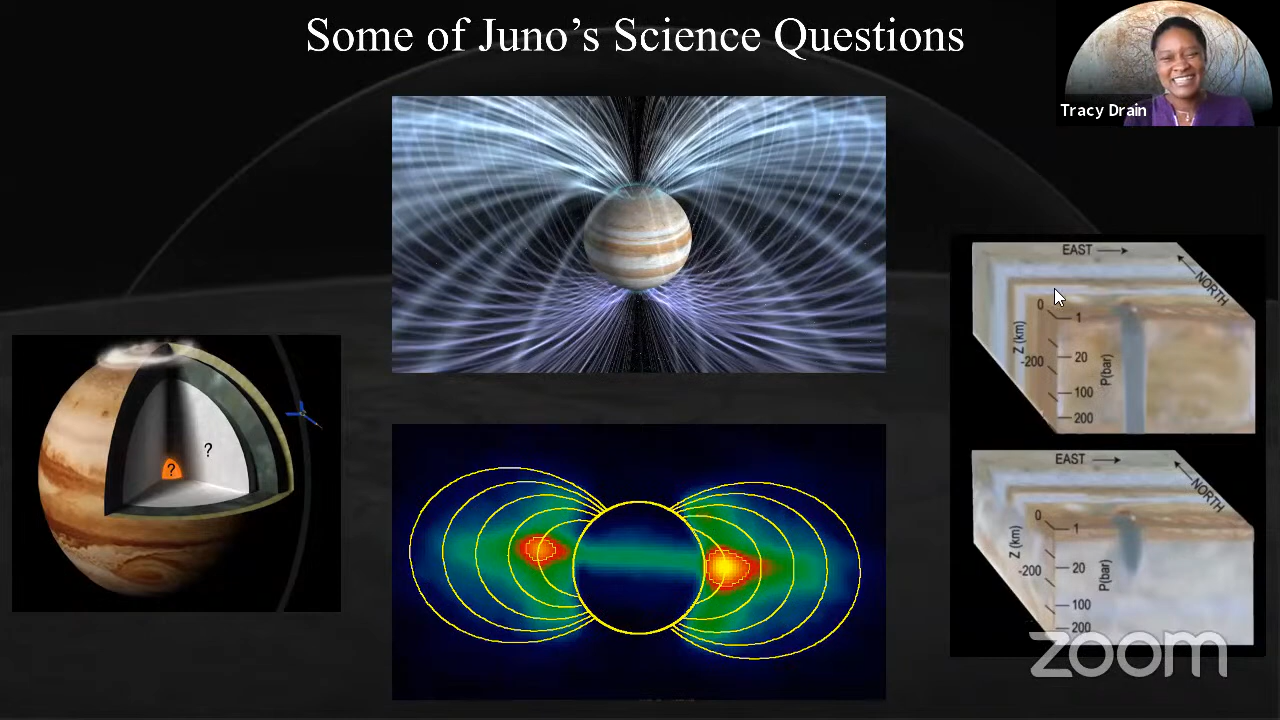 Some of Juno's Science Questions
Tracy Drain
?
?
EAST
NORTH
0
1
Z (km)
-200
20
P(bar)
100
200
EAST
NORTH
0
1
Z (km)
-200
20
P(bar)
100
200
zoom